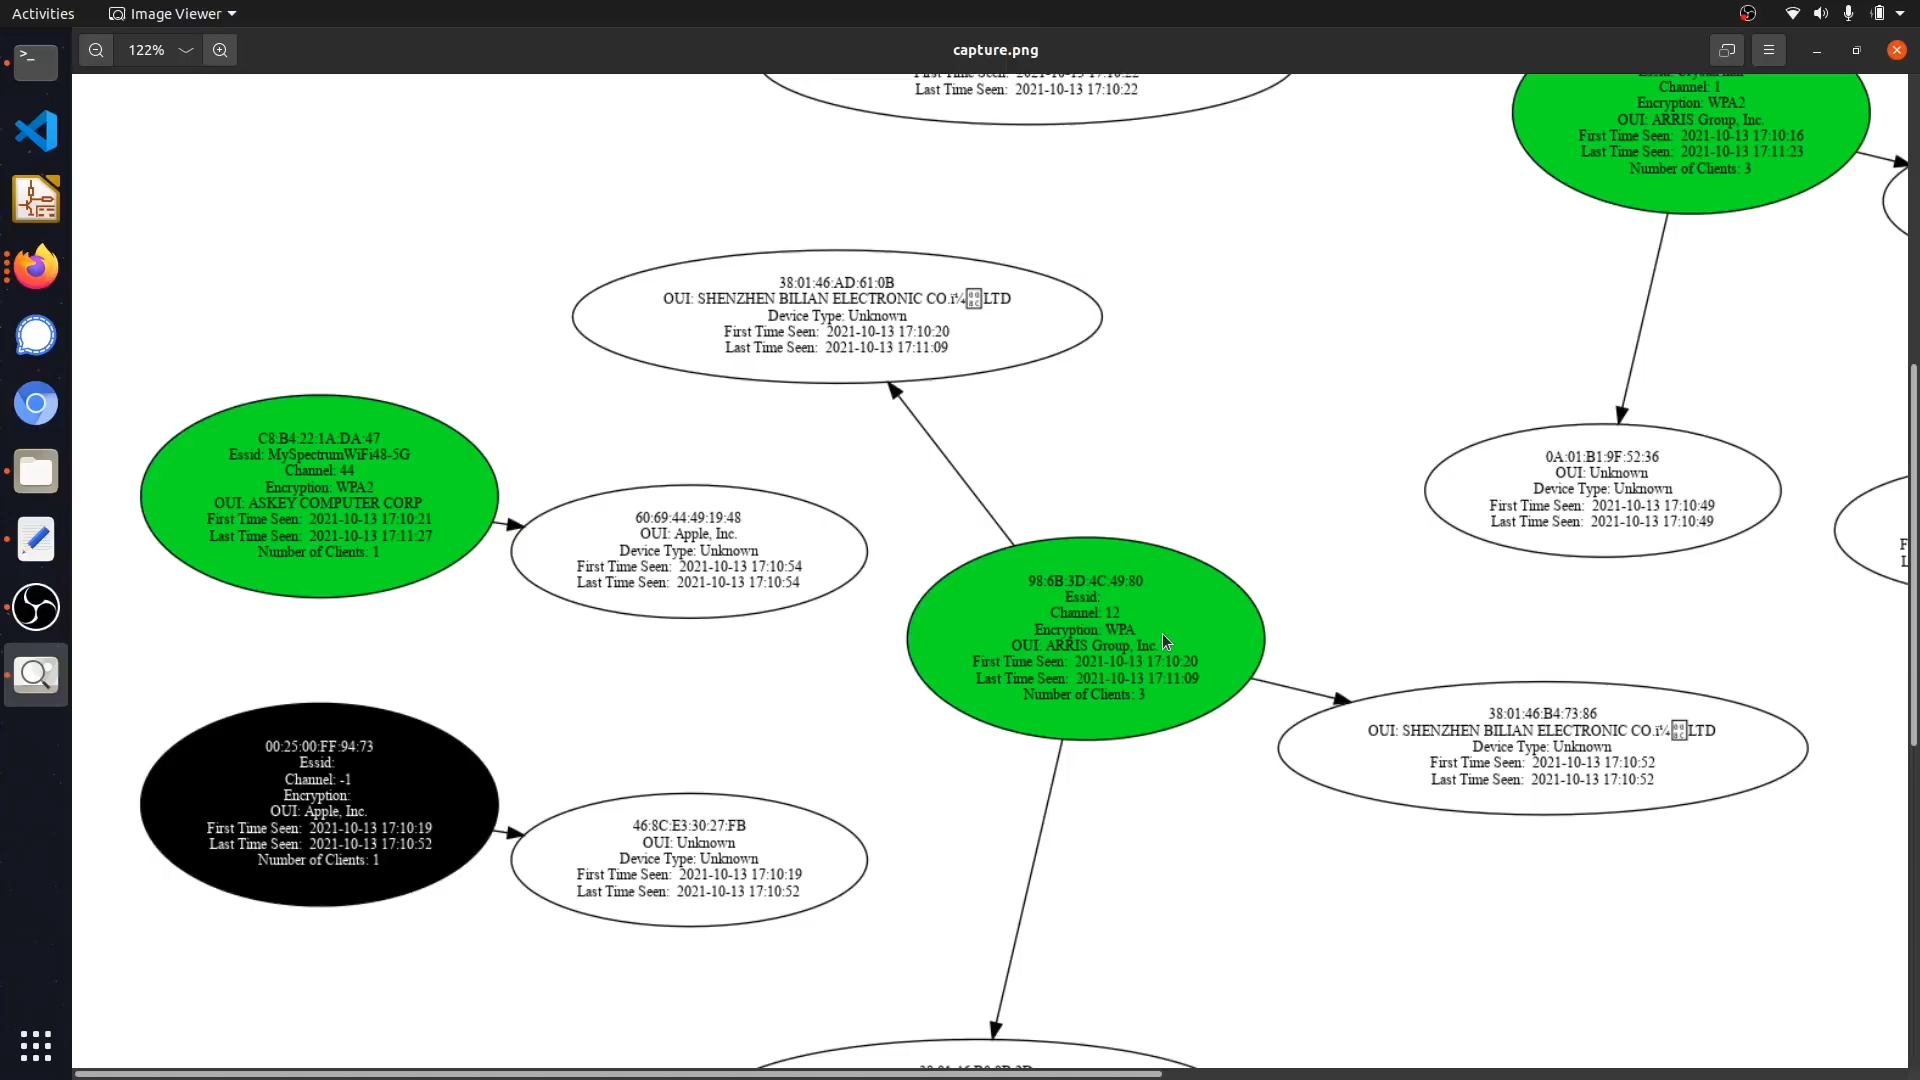 Activities
Image Viewer
122%
capture.png
Last Time Seen: 2021-10-13 17:10:22
Channel: 1
Encryption: WPA2
OUI: ARRIS Group, Inc.
First Time Seen: 2021-10-13 17:10:16
Last Time Seen: 2021-10-13 17:11:23
Number of Clients: 3
38:01:46:AD:61:0B
OUI: SHENZHEN BILIAN ELECTRONIC CO.ï¼LTD
Device Type: Unknown
First Time Seen: 2021-10-13 17:10:20
Last Time Seen: 2021-10-13 17:11:09
C8:B4:22:1A:DA:47
Essid: MySpectrumWiFi48-5G
Channel: 44
Encryption: WPA2
OUI: ASKEY COMPUTER CORP
First Time Seen: 2021-10-13 17:10:21
Last Time Seen: 2021-10-13 17:11:27
Number of Clients: 1
60:69:44:49:19:48
OUI: Apple, Inc.
Device Type: Unknown
First Time Seen: 2021-10-13 17:10:54
Last Time Seen: 2021-10-13 17:10:54
0A:01:B1:9F:52:36
OUI: Unknown
Device Type: Unknown
First Time Seen: 2021-10-13 17:10:49
Last Time Seen: 2021-10-13 17:10:49
98:6B:3D:4C:49:80
Essid:
Channel: 12
Encryption: WPA
OUI: ARRIS Group, Inc.
First Time Seen: 2021-10-13 17:10:20
Last Time Seen: 2021-10-13 17:11:09
Number of Clients: 3
38:01:46:B4:73:86
OUI: SHENZHEN BILIAN ELECTRONIC CO.ï¼LTD
Device Type: Unknown
First Time Seen: 2021-10-13 17:10:52
Last Time Seen: 2021-10-13 17:10:52
00:25:00:FF:94:73
Essid:
Channel: -1
Encryption:
OUI: Apple, Inc.
First Time Seen: 2021-10-13 17:10:19
Last Time Seen: 2021-10-13 17:10:52
Number of Clients: 1
46:8C:E3:30:27:FB
OUI: Unknown
Device Type: Unknown
First Time Seen: 2021-10-13 17:10:19
Last Time Seen: 2021-10-13 17:10:52